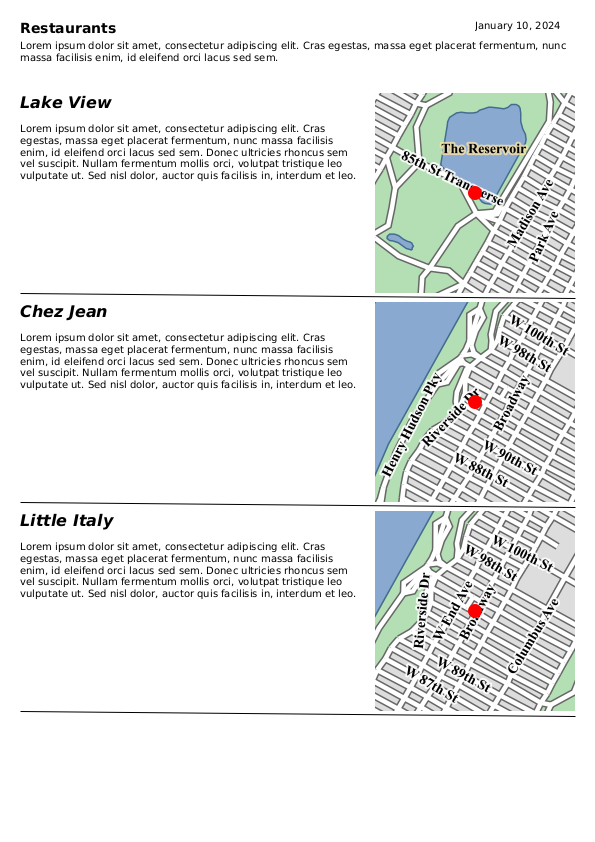 Restaurants
January 10, 2024
Lorem ipsum dolor sit amet, consectetur adipiscing elit. Cras egestas, massa eget placerat fermentum, nunc
massa facilisis enim, id eleifend orci lacus sed sem.
Lake View
Lorem ipsum dolor sit amet, consectetur adipiscing elit. Cras
egestas, massa eget placerat fermentum, nunc massa facilisis
enim, id eleifend orci lacus sed sem. Donec ultricies rhoncus sem
vel suscipit. Nullam fermentum mollis orci, volutpat tristique leo
vulputate ut. Sed nisl dolor, auctor quis facilisis in, interdum et leo.
The Reservoir
85th St Transverse
Madison Ave
Park Ave
Chez Jean
Lorem ipsum dolor sit amet, consectetur adipiscing elit. Cras
egestas, massa eget placerat fermentum, nunc massa facilisis
enim, id eleifend orci lacus sed sem. Donec ultricies rhoncus sem
vel suscipit. Nullam fermentum mollis orci, volutpat tristique leo
vulputate ut. Sed nisl dolor, auctor quis facilisis in, interdum et leo.
W 100th St
W 98th St
Henry Hudson Pky
Riverside Dr
Broadway
W 90th St
W 88th St
Little Italy
Lorem ipsum dolor sit amet, consectetur adipiscing elit. Cras
egestas, massa eget placerat fermentum, nunc massa facilisis
enim, id eleifend orci lacus sed sem. Donec ultricies rhoncus sem
vel suscipit. Nullam fermentum mollis orci, volutpat tristique leo
vulputate ut. Sed nisl dolor, auctor quis facilisis in, interdum et leo.
W 100th St
W 98th St
Riverside Dr
W End Ave
Broadway
Columbus Ave
W 89th St
W 87th St